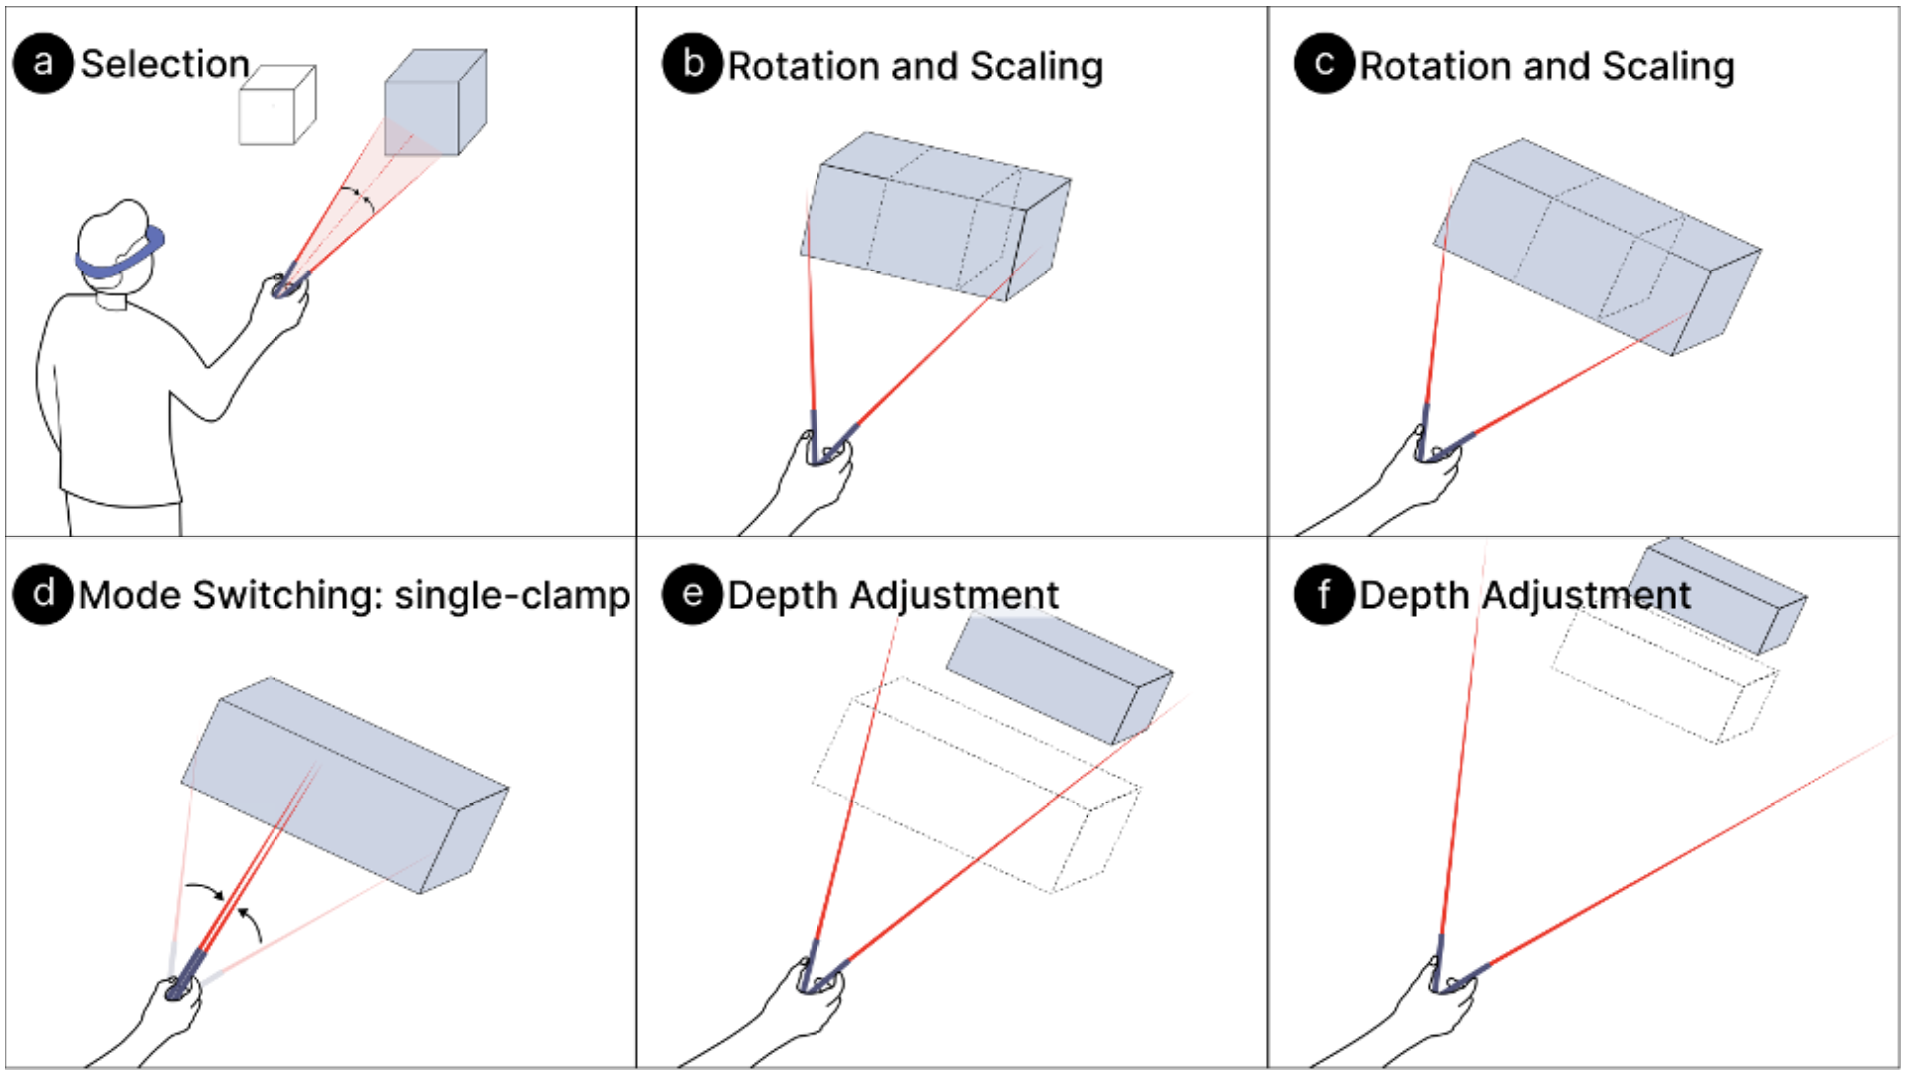 a Selection
b Rotation and Scaling
c Rotation and Scaling
d Mode Switching: single-clamp
e Depth Adjustment
f Depth Adjustment